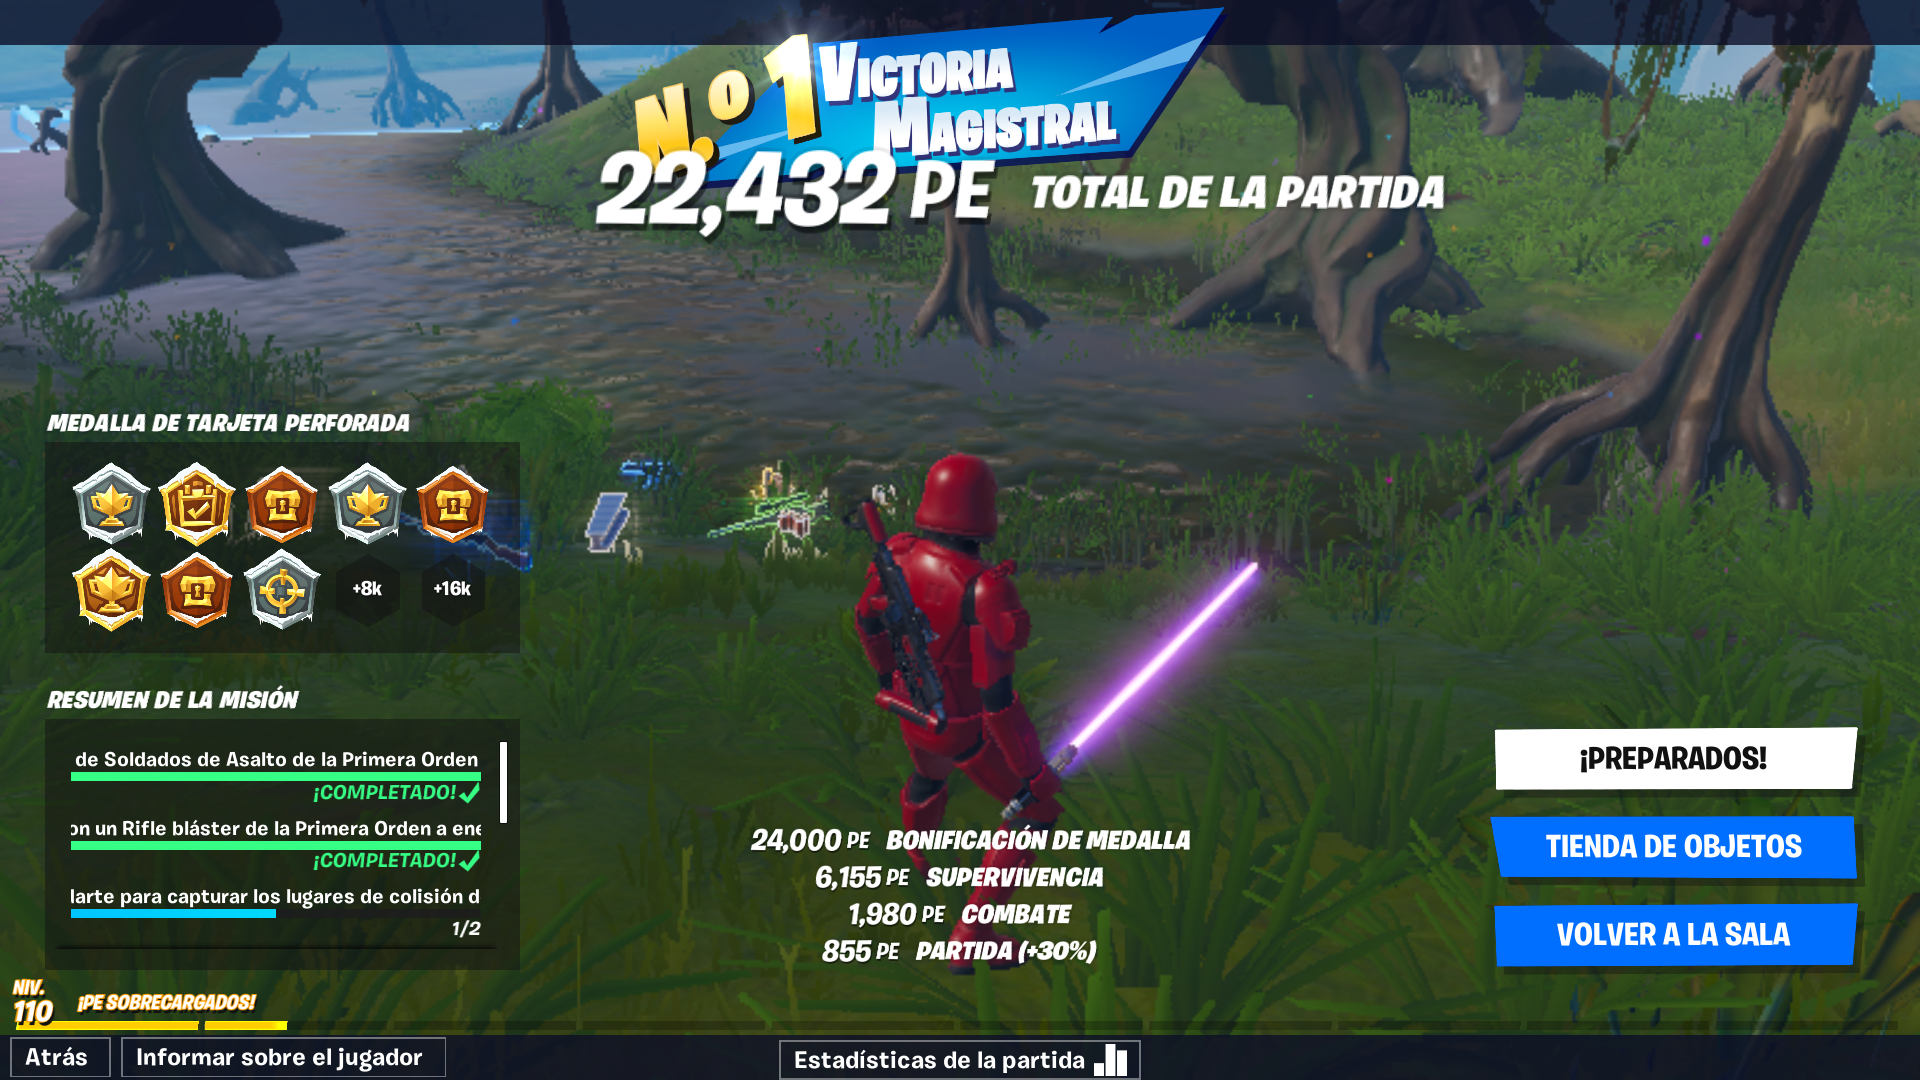 N.º 1 VICTORIA
MAGISTRAL
22,432 PE TOTAL DE LA PARTIDA
MEDALLA DE TARJETA PERFORADA
+8k
+16k
RESUMEN DE LA MISIÓN
de Soldados de Asalto de la Primera Orden
¡COMPLETADO!
on un Rifle bláster de la Primera Orden a ene
¡COMPLETADO!
larte para capturar los lugares de colisión d
1/2
24,000 PE BONIFICACIÓN DE MEDALLA
6,155 PE SUPERVIVENCIA
1,980 PE COMBATE
855 PE PARTIDA (+30%)
¡PREPARADOS!
TIENDA DE OBJETOS
VOLVER A LA SALA
NIV.
110
¡PE SOBRECARGADOS!
Atrás
Informar sobre el jugador
Estadísticas de la partida